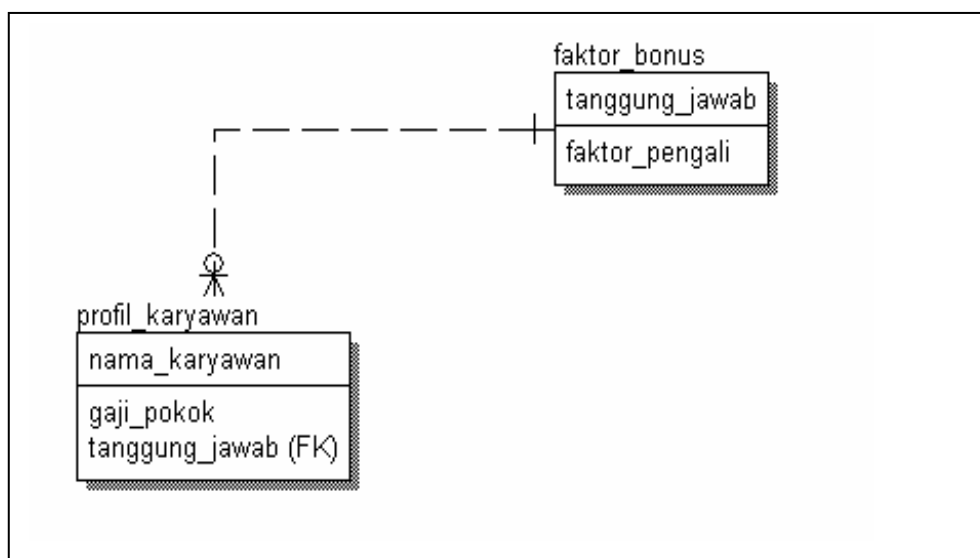 faktor_bonus
tanggung_jawab
faktor_pengali
profil_karyawan
nama_karyawan
gaji_pokok
tanggung_jawab (FK)